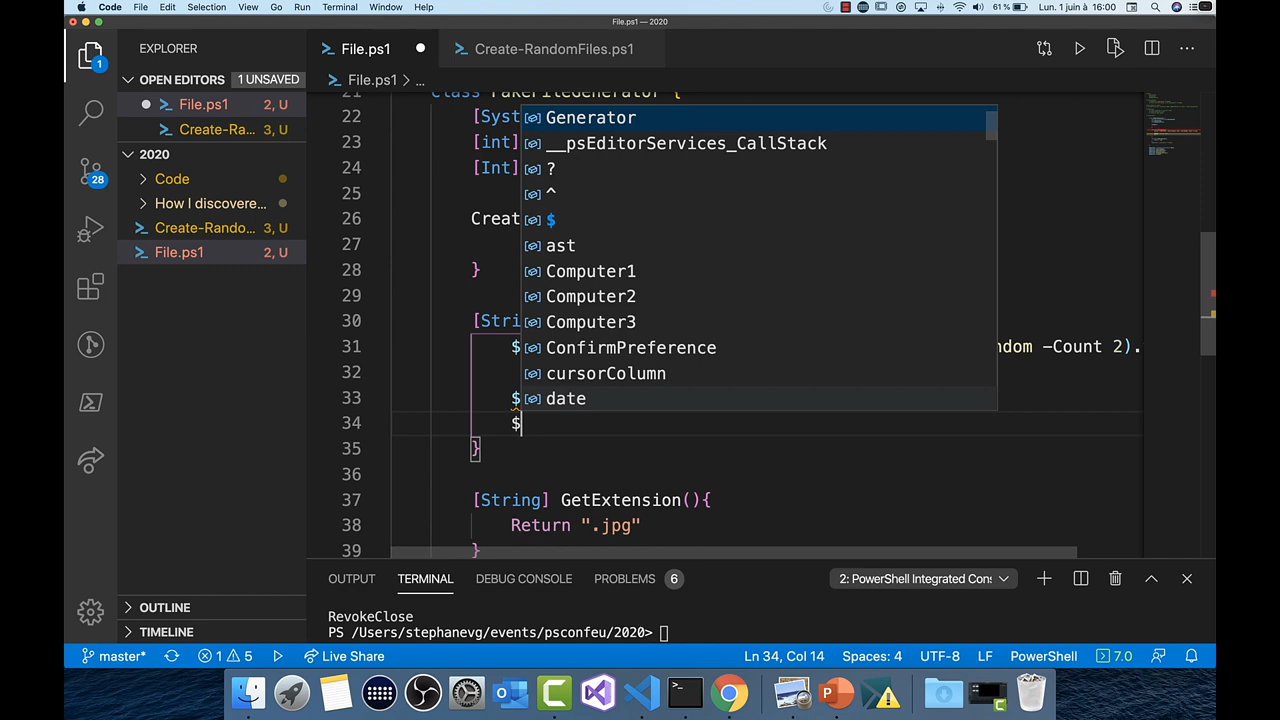 Code File Edit Selection View Go Run Terminal Window Help 61% Lun. 1 juin à 16:00
File.ps1 — 2020
EXPLORER
File.ps1
Create-RandomFiles.ps1
OPEN EDITORS 1 UNSAVED
File.ps1 > ...
File.ps1 2, U
Create-Ra... 3, U
2020
Code
How I discovere...
Create-Rando... 3, U
File.ps1 2, U
OUTLINE
TIMELINE
1
28
21 Class FakeFileGenerator {
22 [Syst
23 [int]
24 [Int]
25
26 Creat
27
28 }
29
30 [Stri
31 $ ndom -Count 2).
32
33 $
34 $
35 }
36
37 [String] GetExtension(){
38 Return ".jpg"
39 }
Generator
__psEditorServices_CallStack
?
^
$
ast
Computer1
Computer2
Computer3
ConfirmPreference
cursorColumn
date
OUTPUT TERMINAL DEBUG CONSOLE PROBLEMS 6 2: PowerShell Integrated Con
RevokeClose
PS /Users/stephanevg/events/psconfeu/2020>
master* 1 5 Live Share Ln 34, Col 14 Spaces: 4 UTF-8 LF PowerShell 7.0